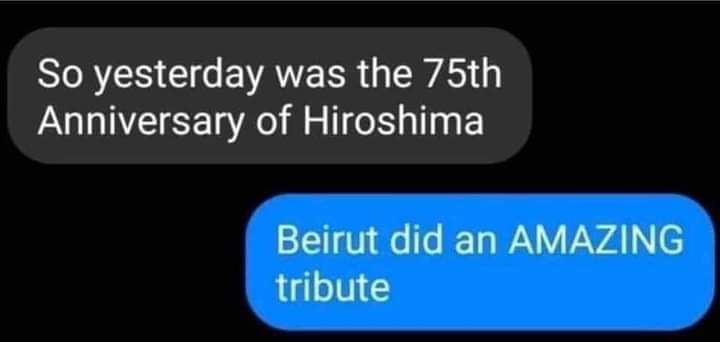 So yesterday was the 75th
Anniversary of Hiroshima
Beirut did an AMAZING
tribute